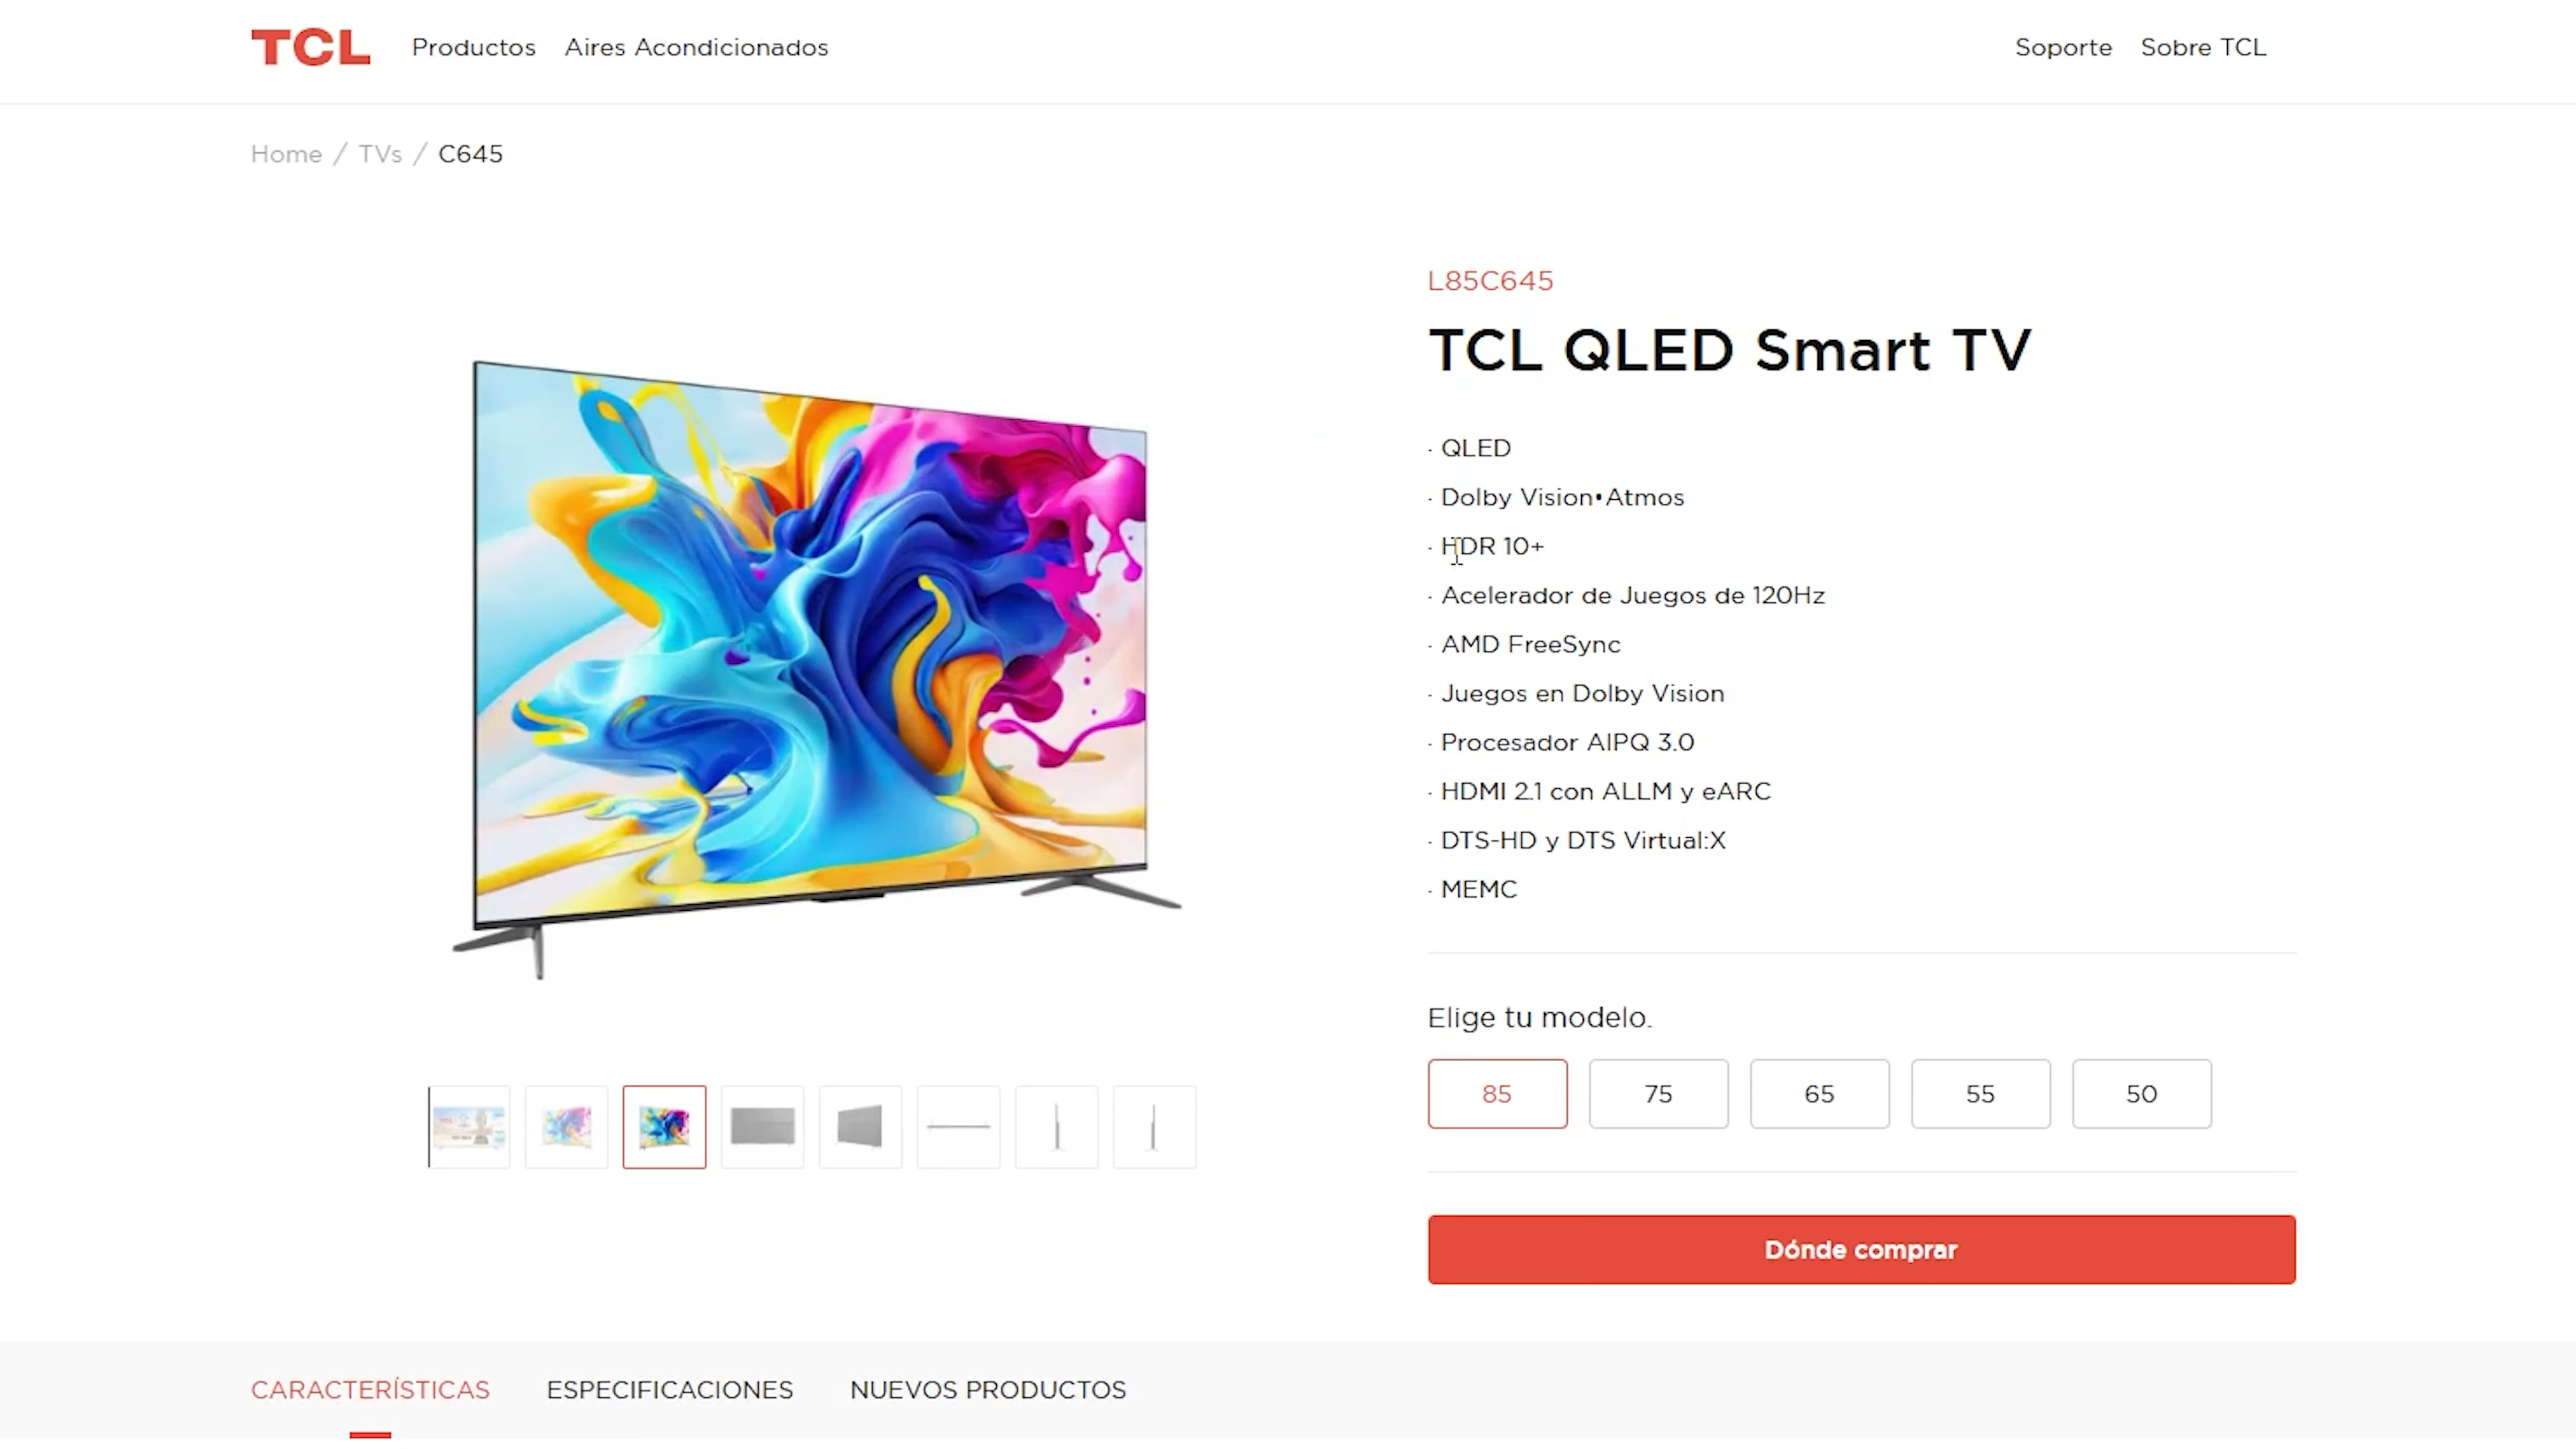 TCL Productos Aires Acondicionados Soporte Sobre TCL
Home / TVs / C645
L85C645
TCL QLED Smart TV
· QLED
· Dolby Vision•Atmos
· HDR 10+
· Acelerador de Juegos de 120Hz
· AMD FreeSync
· Juegos en Dolby Vision
· Procesador AIPQ 3.0
· HDMI 2.1 con ALLM y eARC
· DTS-HD y DTS Virtual:X
· MEMC
Elige tu modelo.
85 75 65 55 50
Dónde comprar
CARACTERÍSTICAS ESPECIFICACIONES NUEVOS PRODUCTOS